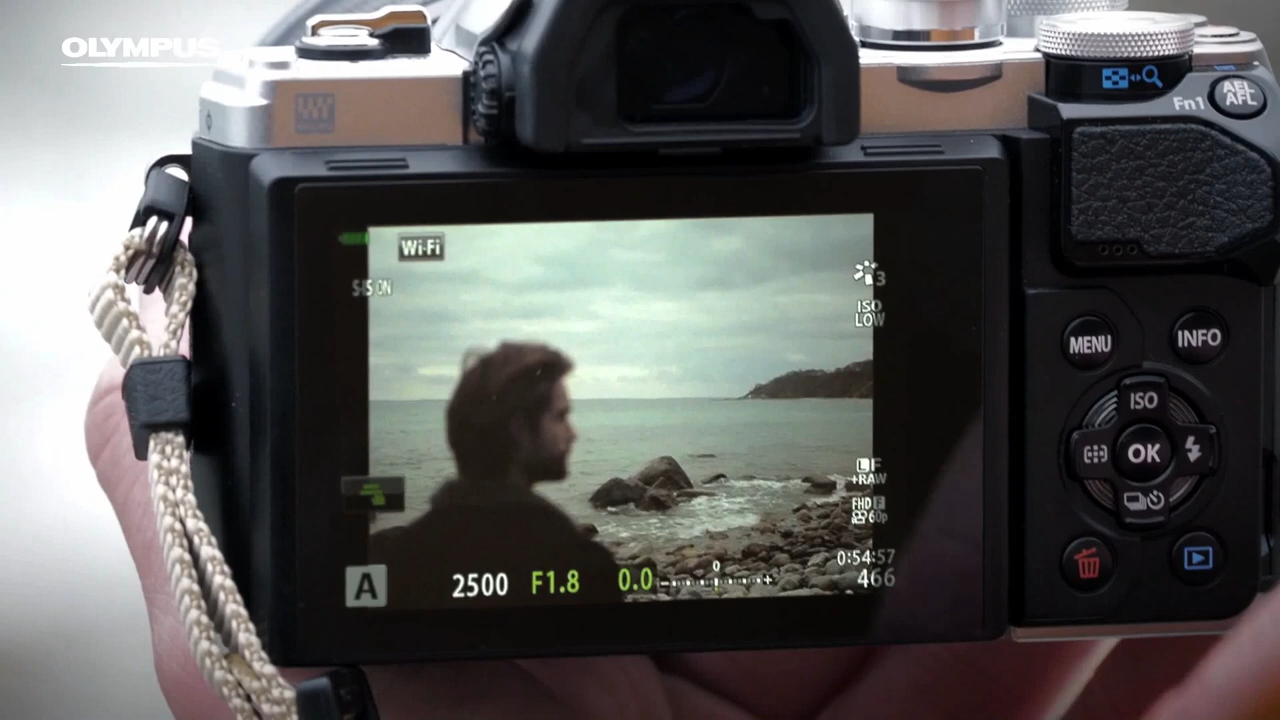 OLYMPUS
Fn1
AEL
AFL
Wi-Fi
S-IS ON
3
ISO
LOW
MENU
INFO
ISO
OK
LF
+RAW
FHD F
60p
0:54:57
466
A
2500
F1.8
0.0
0